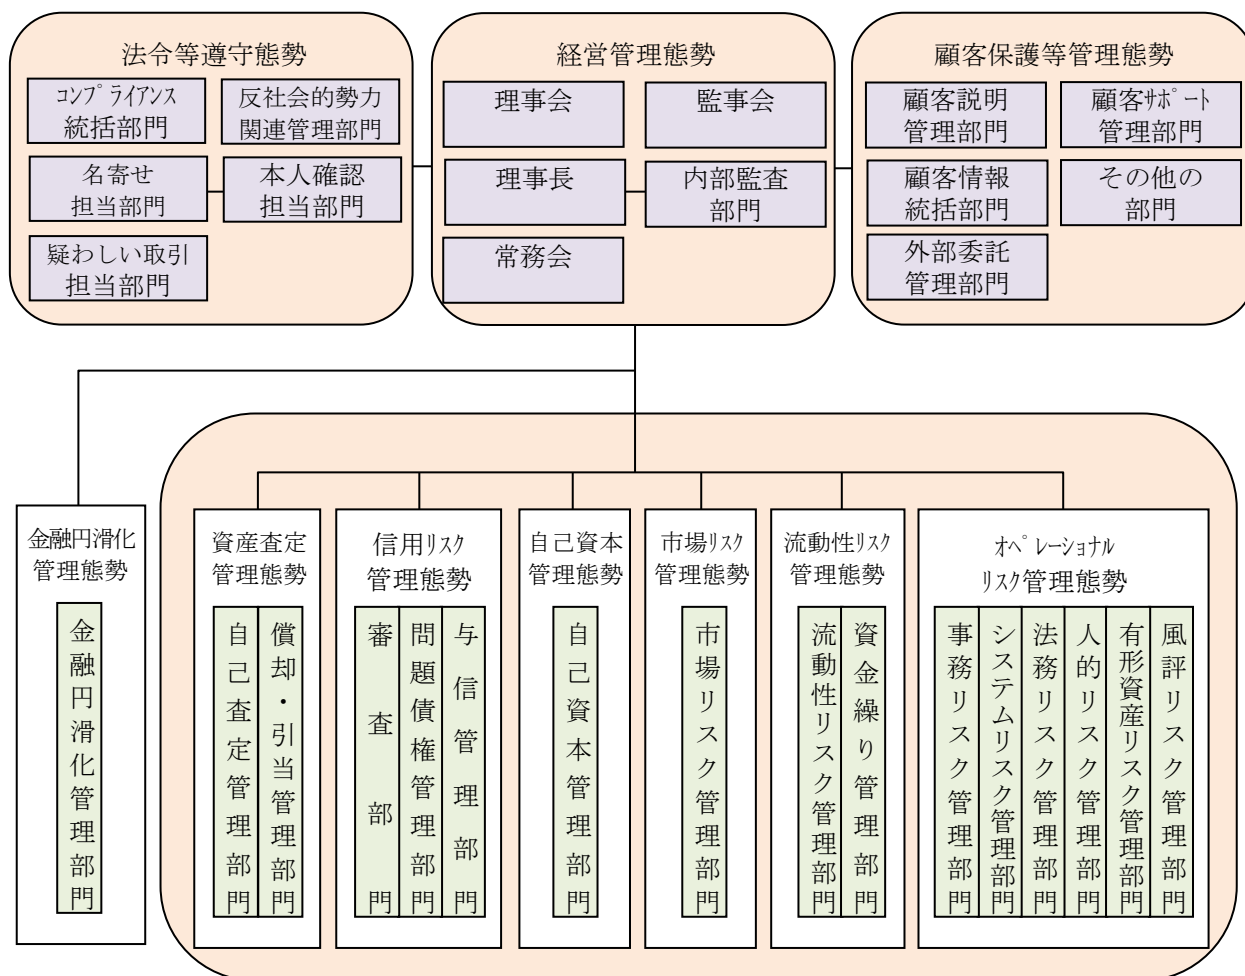 法令等遵守態勢
コンプライアンス
統括部門
反社会的勢力
関連管理部門
名寄せ
担当部門
本人確認
担当部門
疑わしい取引
担当部門
経営管理態勢
理事会
監事会
理事長
内部監査
部門
常務会
顧客保護等管理態勢
顧客説明
管理部門
顧客サポート
管理部門
顧客情報
統括部門
その他の
部門
外部委託
管理部門
金融円滑化
管理態勢
金融円滑化管理部門
資産査定
管理態勢
自己査定管理部門
償却・引当管理部門
信用リスク
管理態勢
審査部門
問題債権管理部門
与信管理部門
自己資本
管理態勢
自己資本管理部門
市場リスク
管理態勢
市場リスク管理部門
流動性リスク
管理態勢
流動性リスク管理部門
資金繰り管理部門
オペレーショナル
リスク管理態勢
事務リスク管理部門
システムリスク管理部門
法務リスク管理部門
人的リスク管理部門
有形資産リスク管理部門
風評リスク管理部門